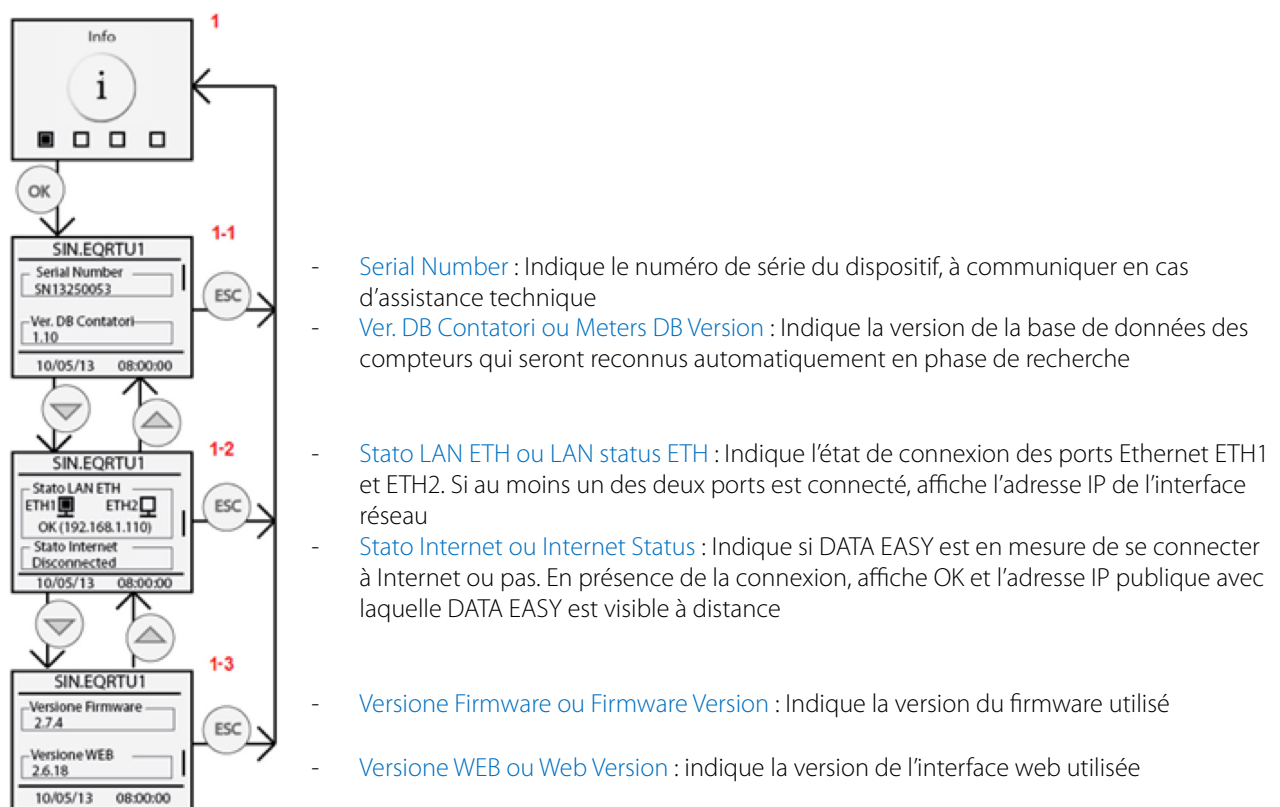 1
Info
i
OK
1-1
SIN.EQRTU1
Serial Number
SN13250053
Ver. DB Contatori
1.10
10/05/13 08:00:00
ESC
- Serial Number : Indique le numéro de série du dispositif, à communiquer en cas
d’assistance technique
- Ver. DB Contatori ou Meters DB Version : Indique la version de la base de données des
compteurs qui seront reconnus automatiquement en phase de recherche
1-2
SIN.EQRTU1
Stato LAN ETH
ETH1 ETH2
OK (192.168.1.110)
Stato Internet
Disconnected
10/05/13 08:00:00
ESC
- Stato LAN ETH ou LAN status ETH : Indique l’état de connexion des ports Ethernet ETH1
et ETH2. Si au moins un des deux ports est connecté, affiche l’adresse IP de l’interface
réseau
- Stato Internet ou Internet Status : Indique si DATA EASY est en mesure de se connecter
à Internet ou pas. En présence de la connexion, affiche OK et l’adresse IP publique avec
laquelle DATA EASY est visible à distance
1-3
SIN.EQRTU1
Versione Firmware
2.7.4
Versione WEB
2.6.18
10/05/13 08:00:00
ESC
- Versione Firmware ou Firmware Version : Indique la version du firmware utilisé
- Versione WEB ou Web Version : indique la version de l’interface web utilisée